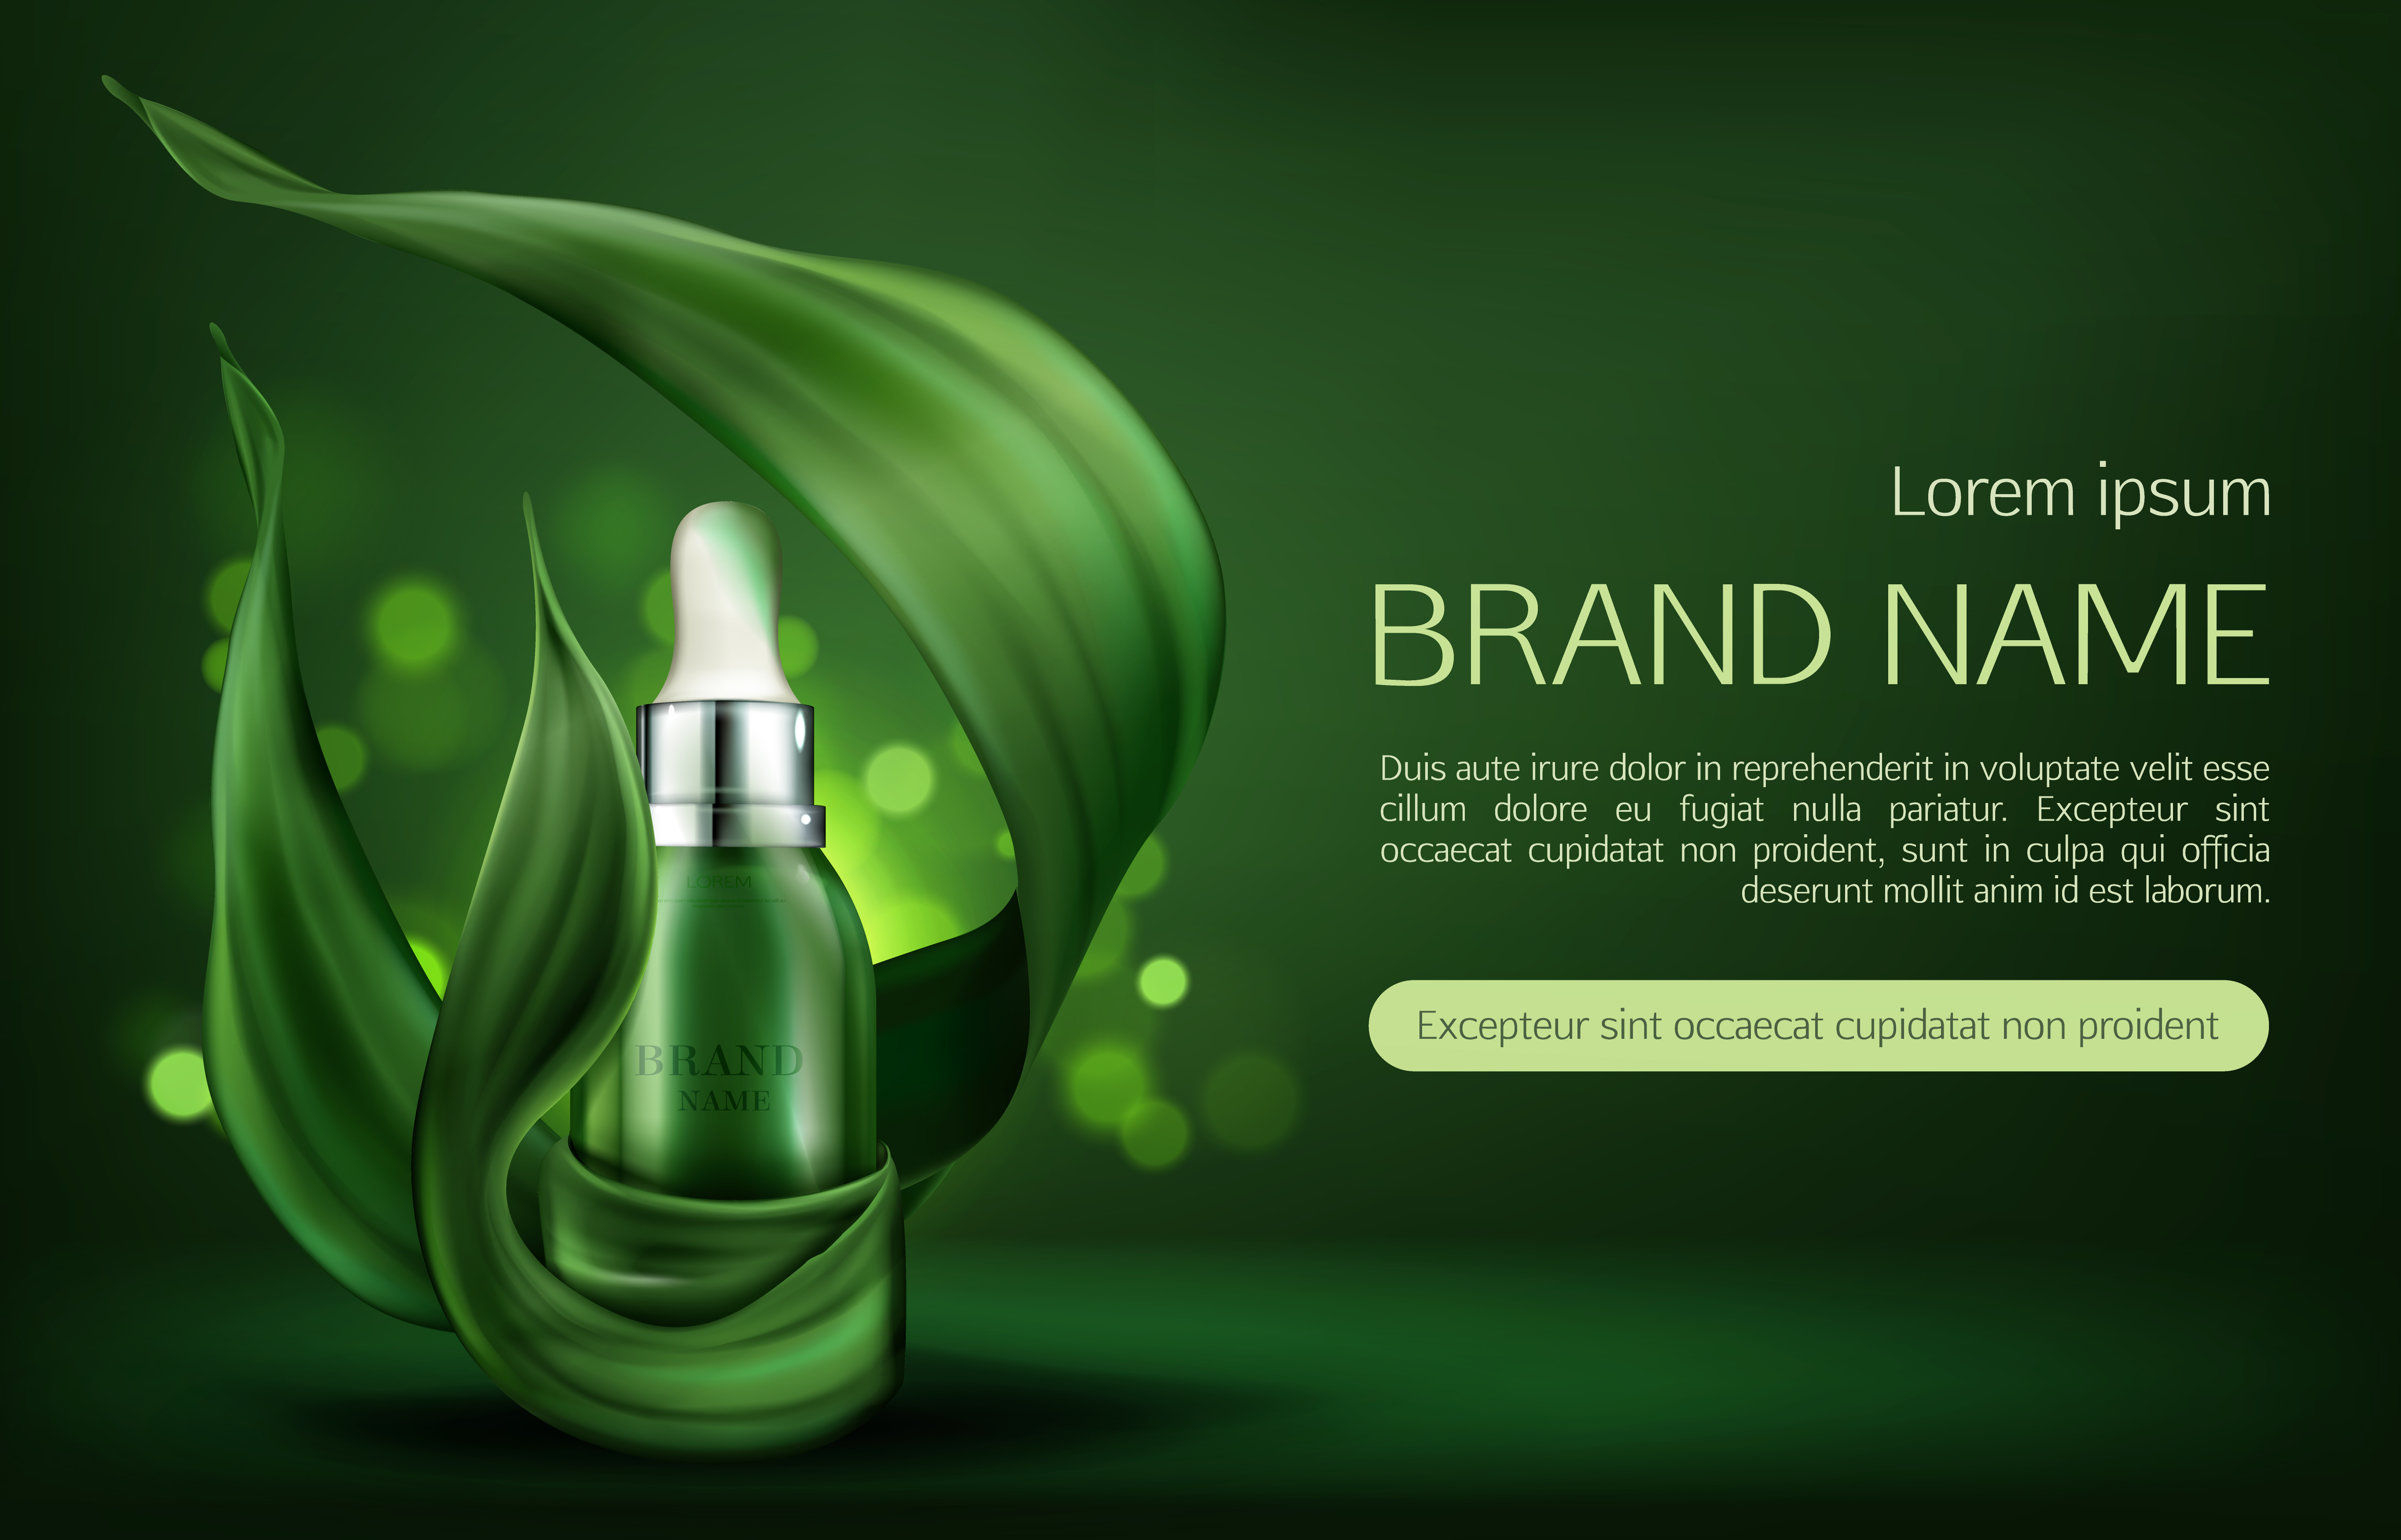 Lorem ipsum
BRAND NAME
Duis aute irure dolor in reprehenderit in voluptate velit esse
cillum dolore eu fugiat nulla pariatur. Excepteur sint
occaecat cupidatat non proident, sunt in culpa qui officia
deserunt mollit anim id est laborum.
Excepteur sint occaecat cupidatat non proident
LOREM
BRAND
NAME